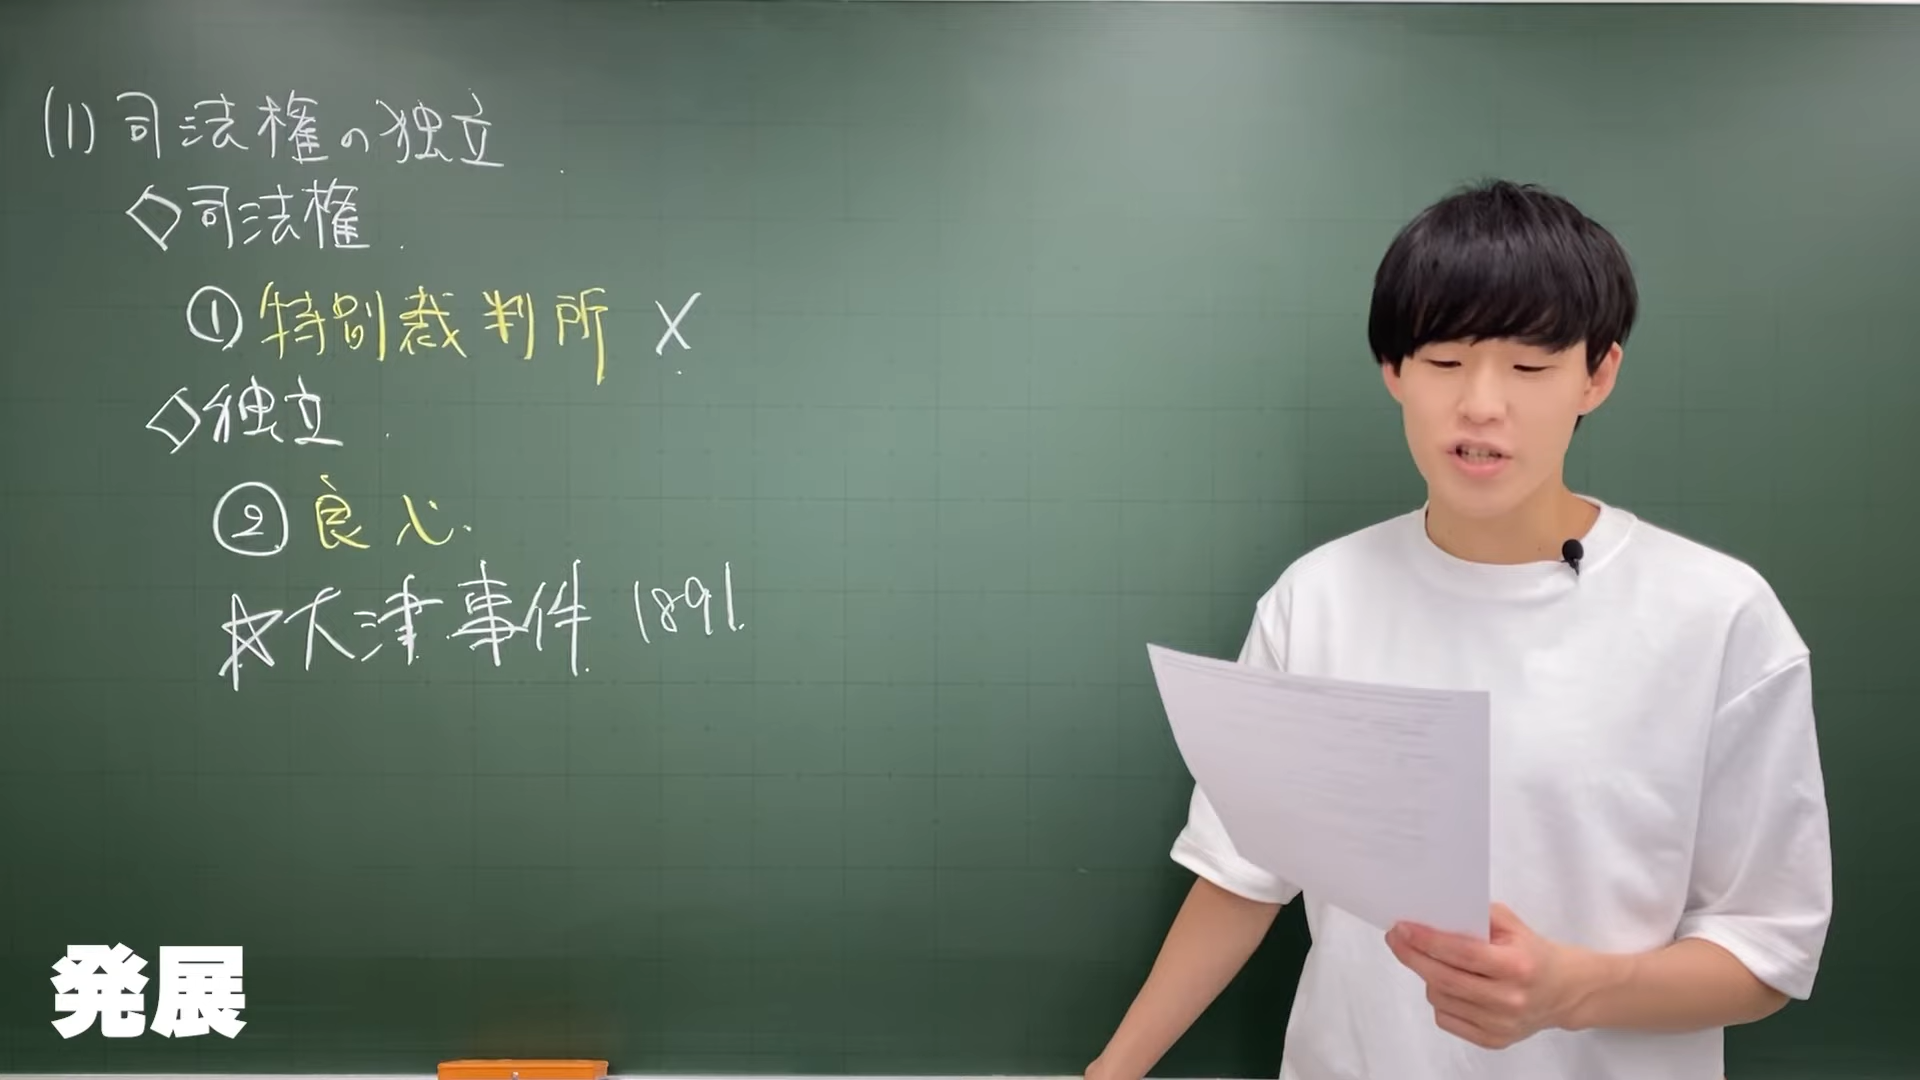 (1) 司法権の独立
◇司法権
① 特別裁判所 X
◇独立
② 良心
☆大津事件 1891
発展